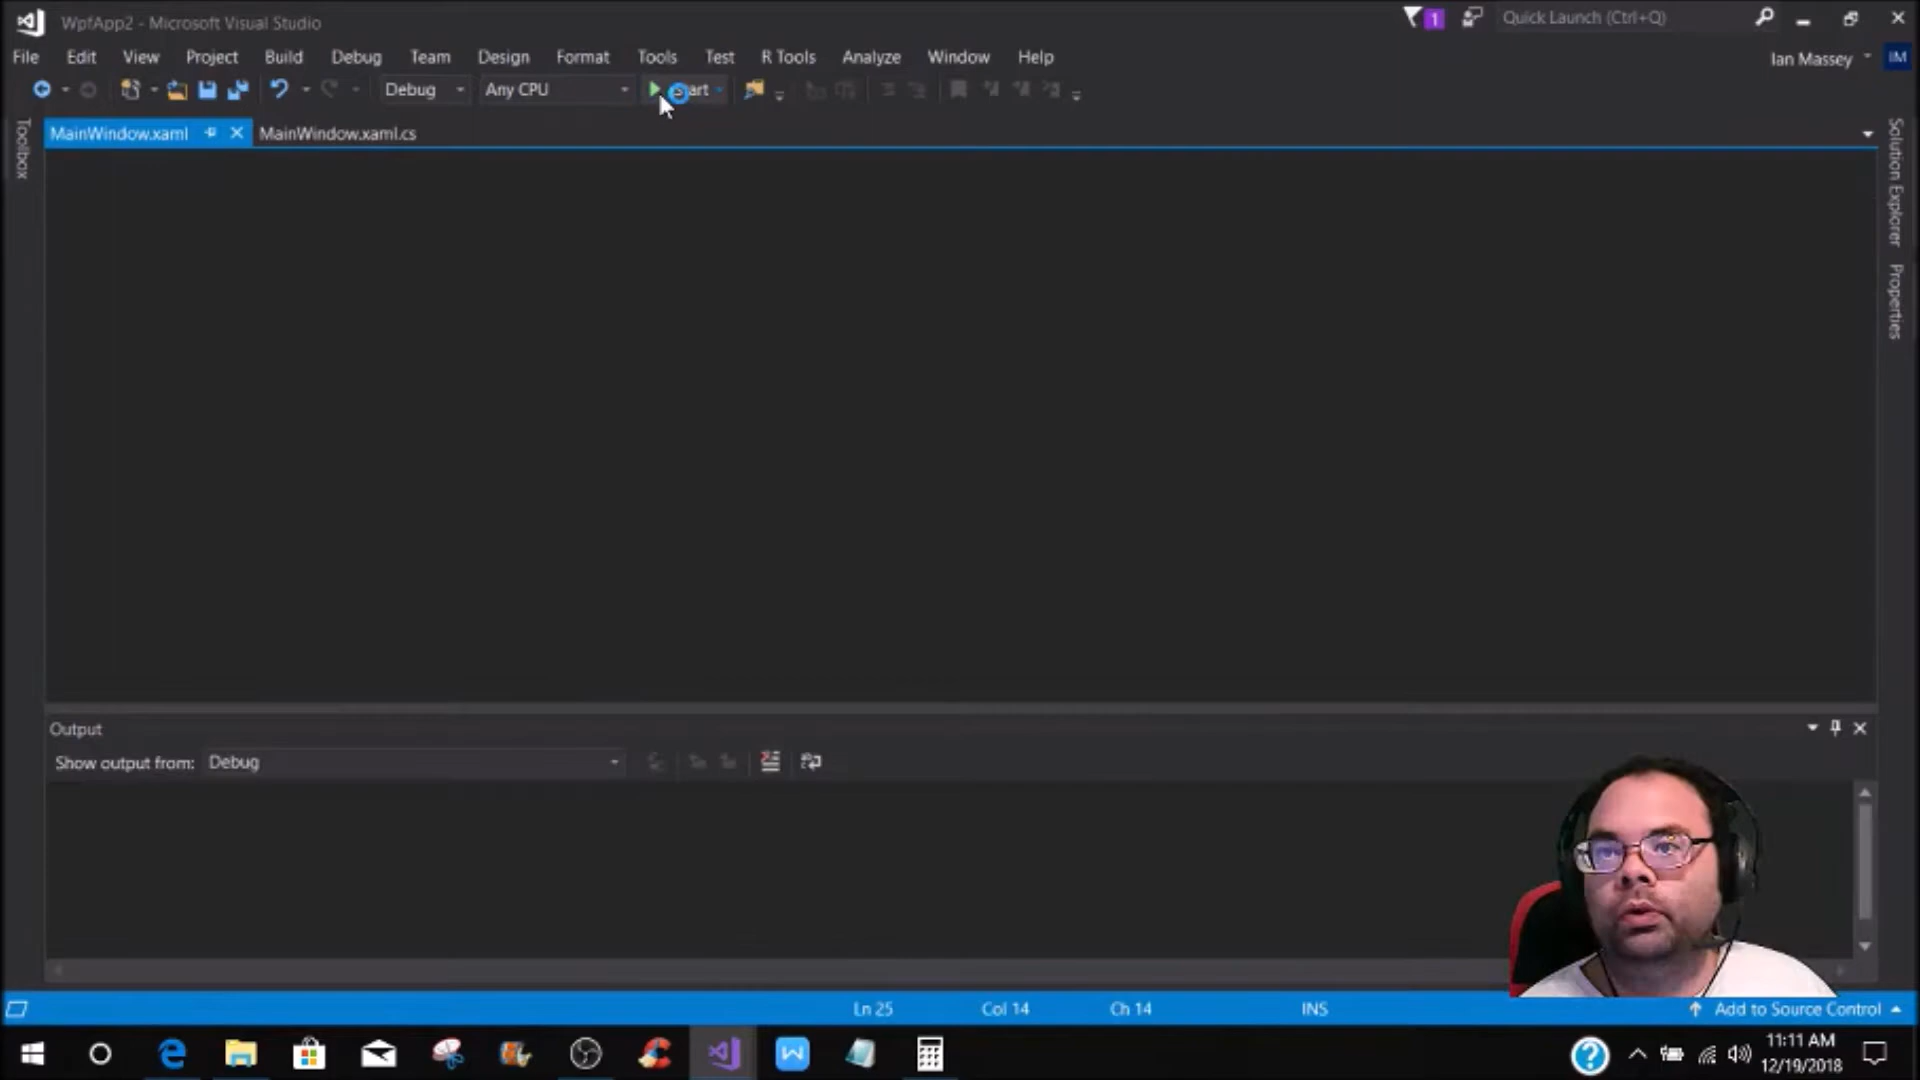 WpfApp2 - Microsoft Visual Studio
1
Quick Launch (Ctrl+Q)
File Edit View Project Build Debug Team Design Format Tools Test R Tools Analyze Window Help
Ian Massey
IM
Debug
Any CPU
Toolbox
MainWindow.xaml
MainWindow.xaml.cs
Solution Explorer
Properties
Output
Show output from: Debug
Ln 25
Col 14
Ch 14
INS
Add to Source Control
11:11 AM
12/19/2018